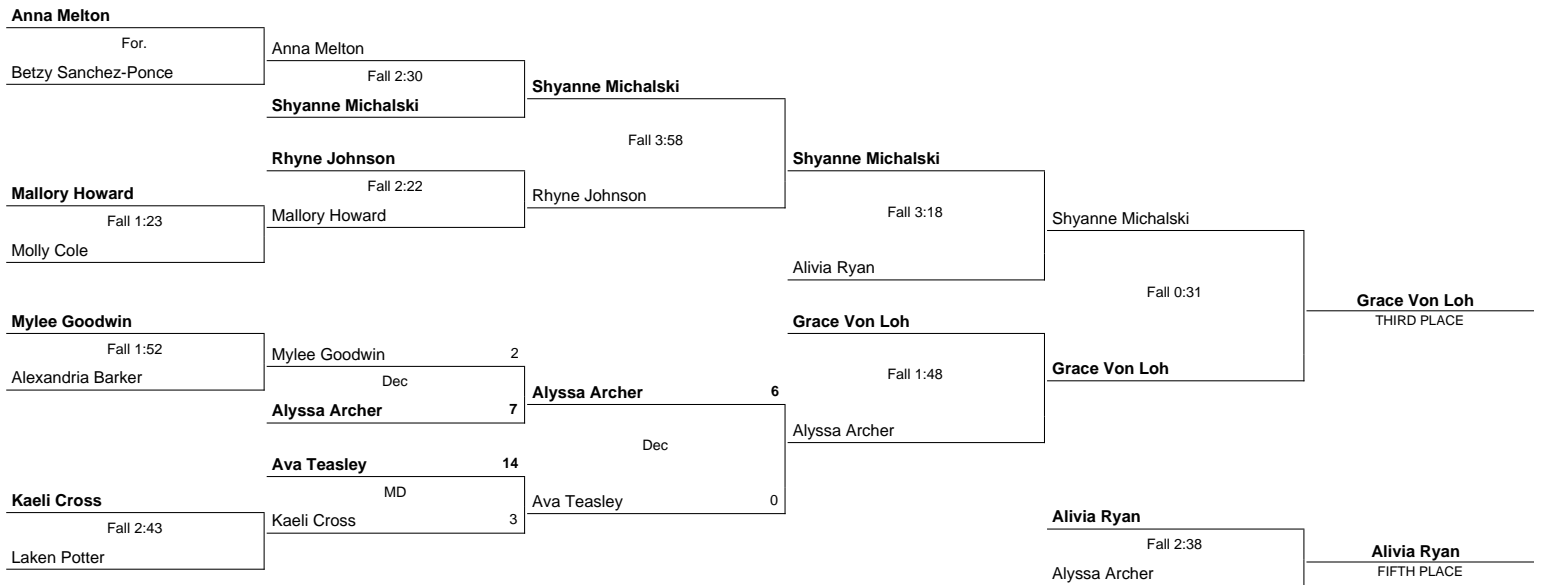 Anna Melton
For.
Betzy Sanchez-Ponce
Mallory Howard
Fall 1:23
Molly Cole
Mylee Goodwin
Fall 1:52
Alexandria Barker
Kaeli Cross
Fall 2:43
Laken Potter
Anna Melton
Fall 2:30
Shyanne Michalski
Rhyne Johnson
Fall 2:22
Mallory Howard
Mylee Goodwin 2
Dec
Alyssa Archer 7
Ava Teasley 14
MD
Kaeli Cross 3
Shyanne Michalski
Fall 3:58
Rhyne Johnson
Alyssa Archer 6
Dec
Ava Teasley 0
Shyanne Michalski
Fall 3:18
Alivia Ryan
Grace Von Loh
Fall 1:48
Alyssa Archer
Shyanne Michalski
Fall 0:31
Grace Von Loh
Alivia Ryan
Fall 2:38
Alyssa Archer
Grace Von Loh
THIRD PLACE
Alivia Ryan
FIFTH PLACE